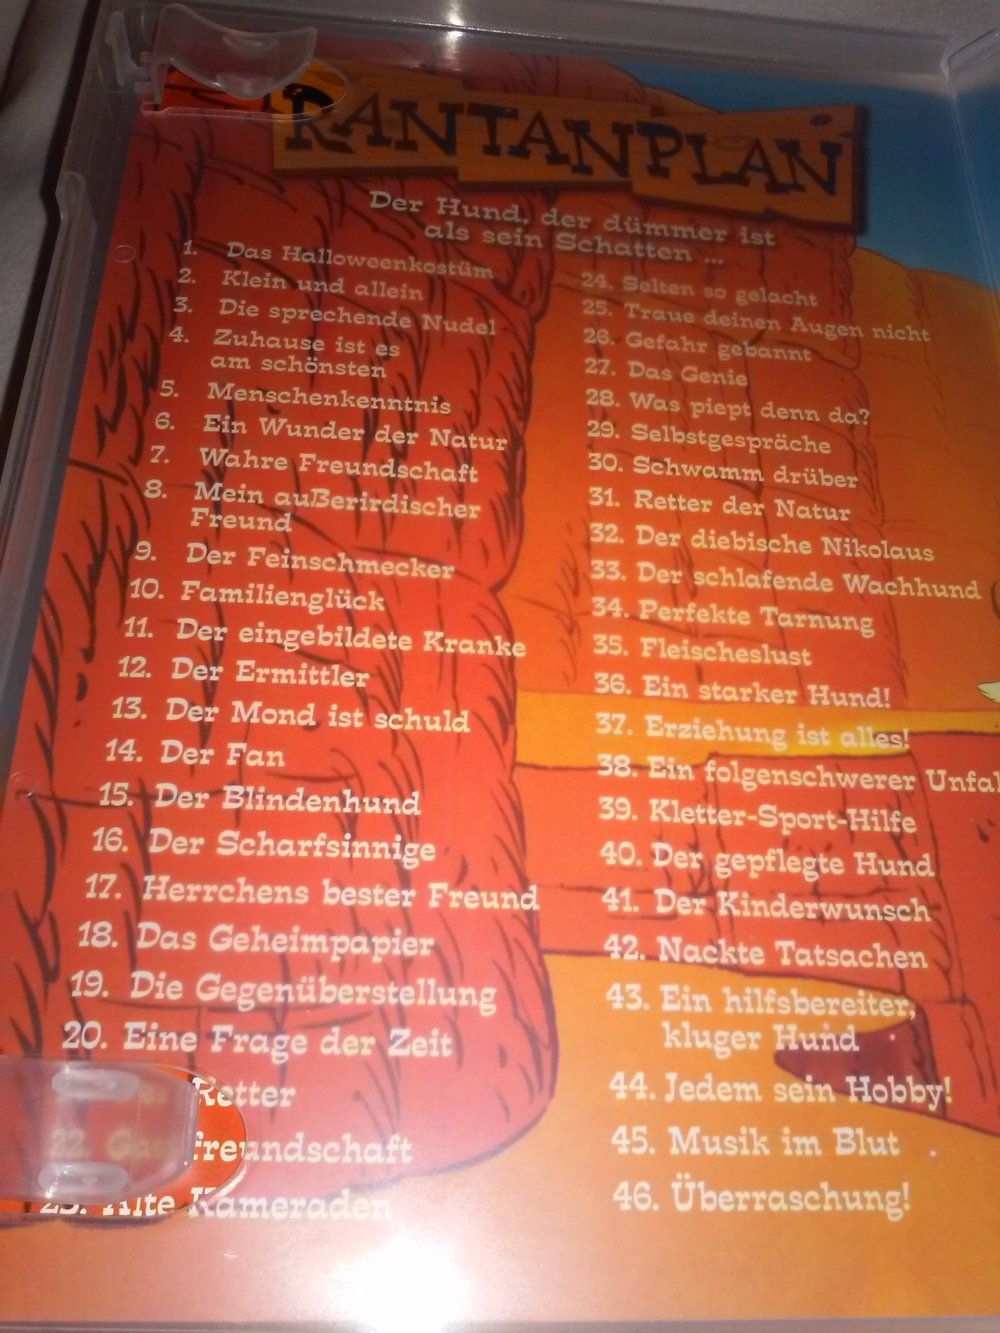 RANTANPLAN
Der Hund, der dümmer ist
als sein Schatten ...
1. Das Halloweenkostüm
2. Klein und allein
3. Die sprechende Nudel
4. Zuhause ist es
am schönsten
5. Menschenkenntnis
6. Ein Wunder der Natur
7. Wahre Freundschaft
8. Mein außerirdischer
Freund
9. Der Feinschmecker
10. Familienglück
11. Der eingebildete Kranke
12. Der Ermittler
13. Der Mond ist schuld
14. Der Fan
15. Der Blindenhund
16. Der Scharfsinnige
17. Herrchens bester Freund
18. Das Geheimpapier
19. Die Gegenüberstellung
20. Eine Frage der Zeit
Retter
22. Gastfreundschaft
23. Alte Kameraden
24. Selten so gelacht
25. Traue deinen Augen nicht
26. Gefahr gebannt
27. Das Genie
28. Was piept denn da?
29. Selbstgespräche
30. Schwamm drüber
31. Retter der Natur
32. Der diebische Nikolaus
33. Der schlafende Wachhund
34. Perfekte Tarnung
35. Fleischeslust
36. Ein starker Hund!
37. Erziehung ist alles!
38. Ein folgenschwerer Unfal
39. Kletter-Sport-Hilfe
40. Der gepflegte Hund
41. Der Kinderwunsch
42. Nackte Tatsachen
43. Ein hilfsbereiter,
kluger Hund
44. Jedem sein Hobby!
45. Musik im Blut
46. Überraschung!